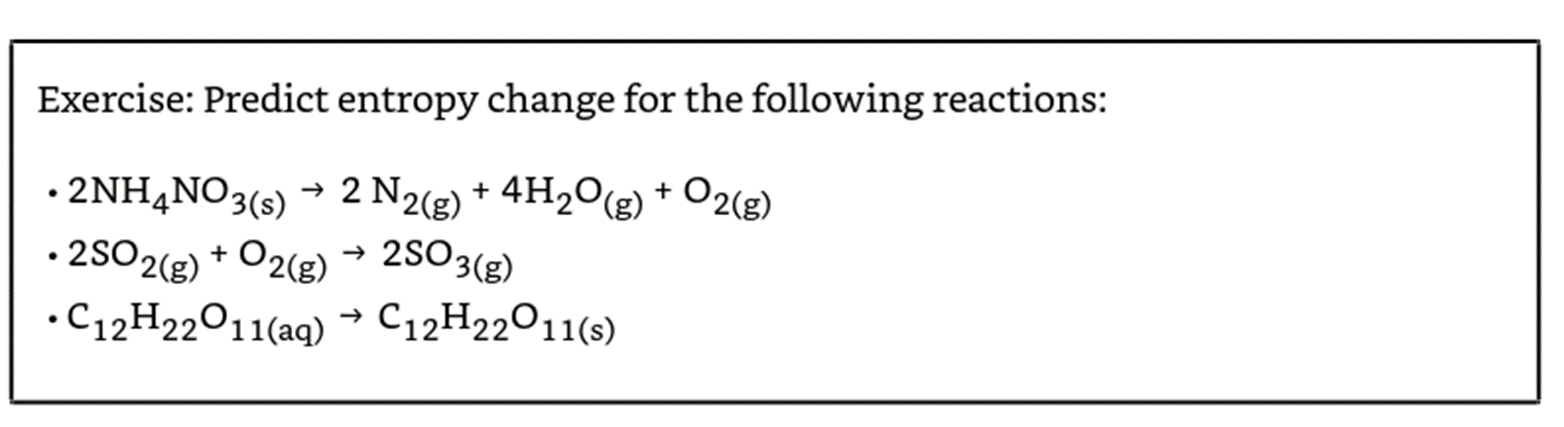 Exercise: Predict entropy change for the following reactions:
• 2NH₄NO₃(s) → 2 N₂(g) + 4H₂O(g) + O₂(g)
• 2SO₂(g) + O₂(g) → 2SO₃(g)
• C₁₂H₂₂O₁₁(aq) → C₁₂H₂₂O₁₁(s)